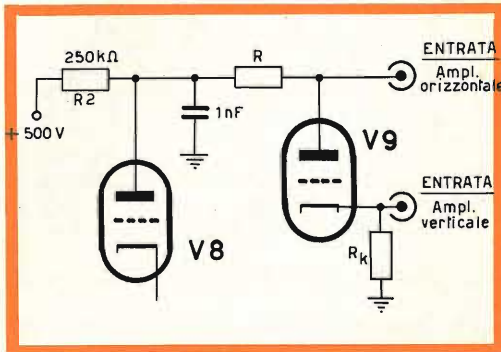 250kΩ
R2
+ 500 V
1nF
R
V8
V9
Rk
ENTRATA
Ampl.
orizzontale
ENTRATA
Ampl.
verticale